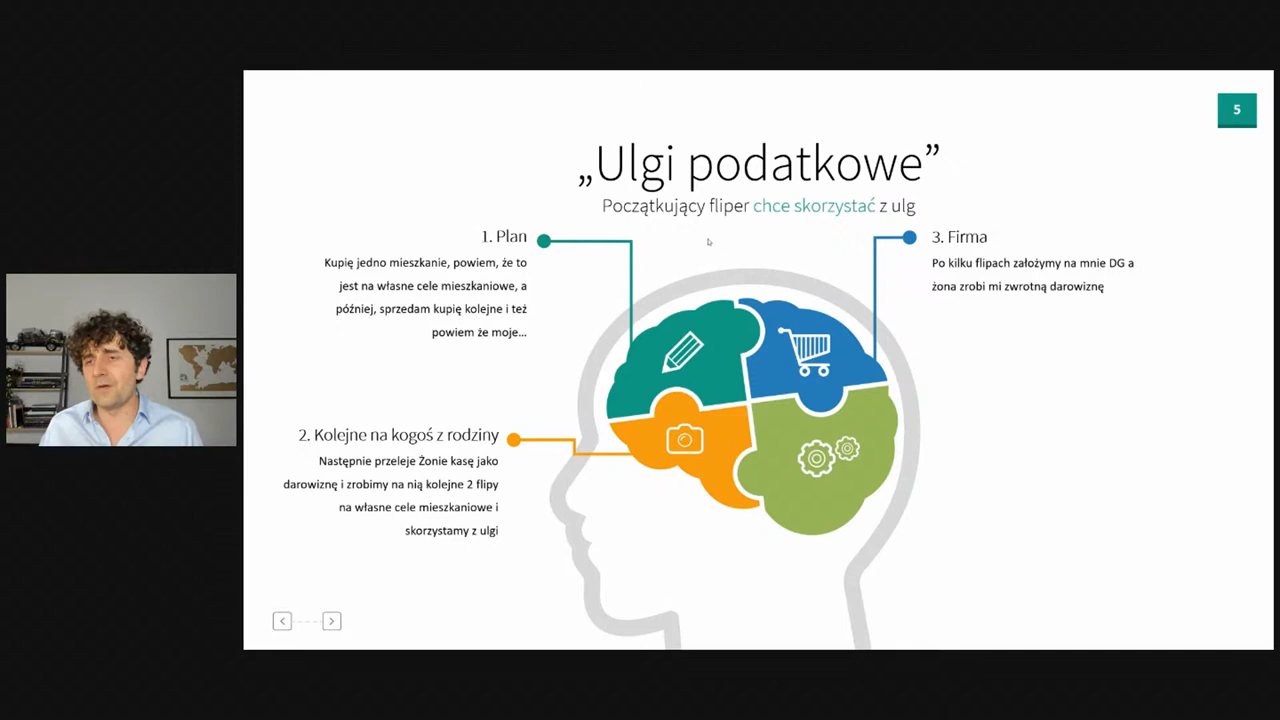 5
„Ulgi podatkowe”
Początkujący fliper chce skorzystać z ulg
1. Plan
Kupię jedno mieszkanie, powiem, że to
jest na własne cele mieszkaniowe, a
później, sprzedam kupię kolejne i też
powiem że moje...
2. Kolejne na kogoś z rodziny
Następnie przeleje Żonie kasę jako
darowiznę i zrobimy na nią kolejne 2 flipy
na własne cele mieszkaniowe i
skorzystamy z ulgi
3. Firma
Po kilku flipach założymy na mnie DG a
żona zrobi mi zwrotną darowiznę